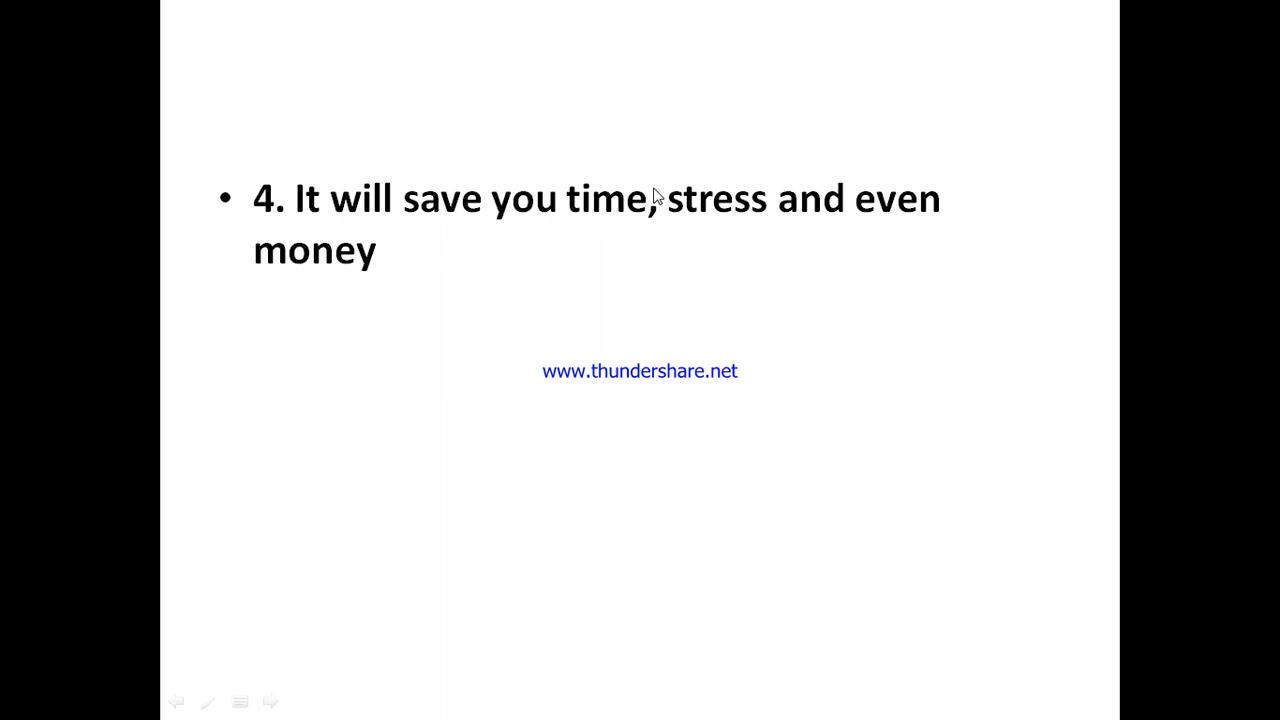 • 4. It will save you time, stress and even
money
www.thundershare.net